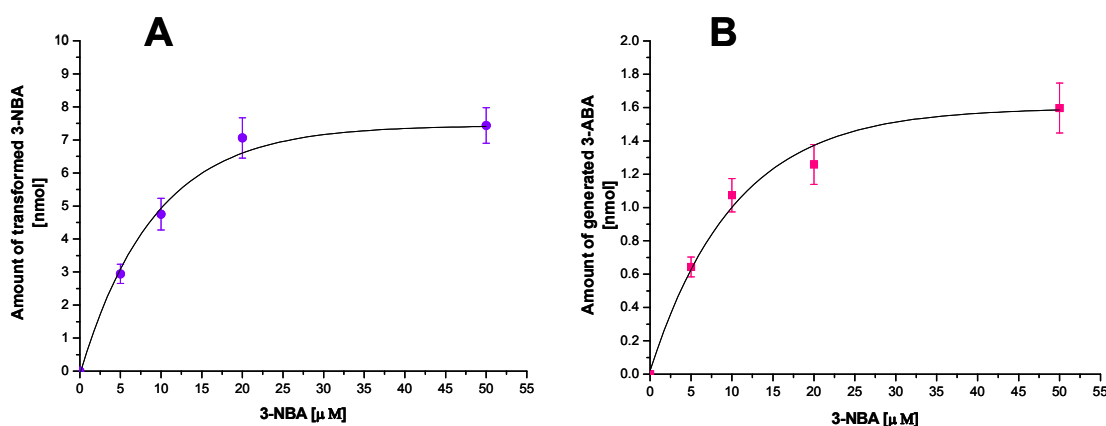 A
Amount of transformed 3-NBA
[nmol]
10
9
8
7
6
5
4
3
2
1
0
0 5 10 15 20 25 30 35 40 45 50 55
3-NBA [μM]
B
Amount of generated 3-ABA
[nmol]
2.0
1.8
1.6
1.4
1.2
1.0
0.8
0.6
0.4
0.2
0.0
0 5 10 15 20 25 30 35 40 45 50 55
3-NBA [μM]